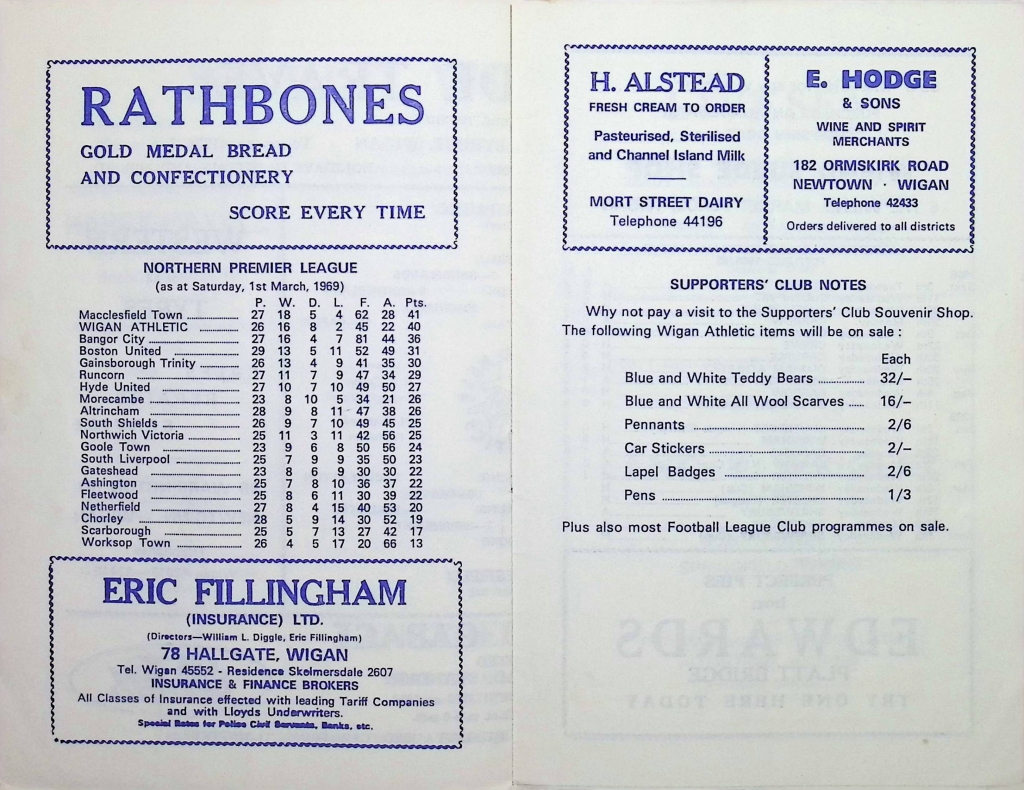 RATHBONES
GOLD MEDAL BREAD
AND CONFECTIONERY
SCORE EVERY TIME
NORTHERN PREMIER LEAGUE
(as at Saturday, 1st March, 1969)
P. W. D. L. F. A. Pts.
Macclesfield Town 27 18 5 4 62 28 41
WIGAN ATHLETIC 26 16 8 2 45 22 40
Bangor City 27 16 4 7 81 44 36
Boston United 29 13 5 11 52 49 31
Gainsborough Trinity 26 13 4 9 41 35 30
Runcorn 27 11 7 9 47 34 29
Hyde United 27 10 7 10 49 50 27
Morecambe 23 8 10 5 34 21 26
Altrincham 28 9 8 11 47 38 26
South Shields 26 9 7 10 49 45 25
Northwich Victoria 25 11 3 11 42 56 25
Goole Town 23 9 6 8 50 56 24
South Liverpool 25 7 9 9 35 50 23
Gateshead 23 8 6 9 30 30 22
Ashington 25 7 8 10 36 37 22
Fleetwood 25 8 6 11 30 39 22
Netherfield 27 8 4 15 40 53 20
Chorley 28 5 9 14 30 52 19
Scarborough 25 5 7 13 27 42 17
Worksop Town 26 4 5 17 20 66 13
ERIC FILLINGHAM
(INSURANCE) LTD.
(Directors—William L. Diggle, Eric Fillingham)
78 HALLGATE, WIGAN
Tel. Wigan 45552 - Residence Skelmersdale 2607
INSURANCE & FINANCE BROKERS
All Classes of Insurance effected with leading Tariff Companies
and with Lloyds Underwriters.
Special Rates for Police Civil Servants, Banks, etc.
H. ALSTEAD
FRESH CREAM TO ORDER
Pasteurised, Sterilised
and Channel Island Milk
MORT STREET DAIRY
Telephone 44196
E. HODGE
& SONS
WINE AND SPIRIT
MERCHANTS
182 ORMSKIRK ROAD
NEWTOWN · WIGAN
Telephone 42433
Orders delivered to all districts
SUPPORTERS' CLUB NOTES
Why not pay a visit to the Supporters' Club Souvenir Shop.
The following Wigan Athletic items will be on sale :
Each
Blue and White Teddy Bears 32/–
Blue and White All Wool Scarves 16/–
Pennants 2/6
Car Stickers 2/–
Lapel Badges 2/6
Pens 1/3
Plus also most Football League Club programmes on sale.